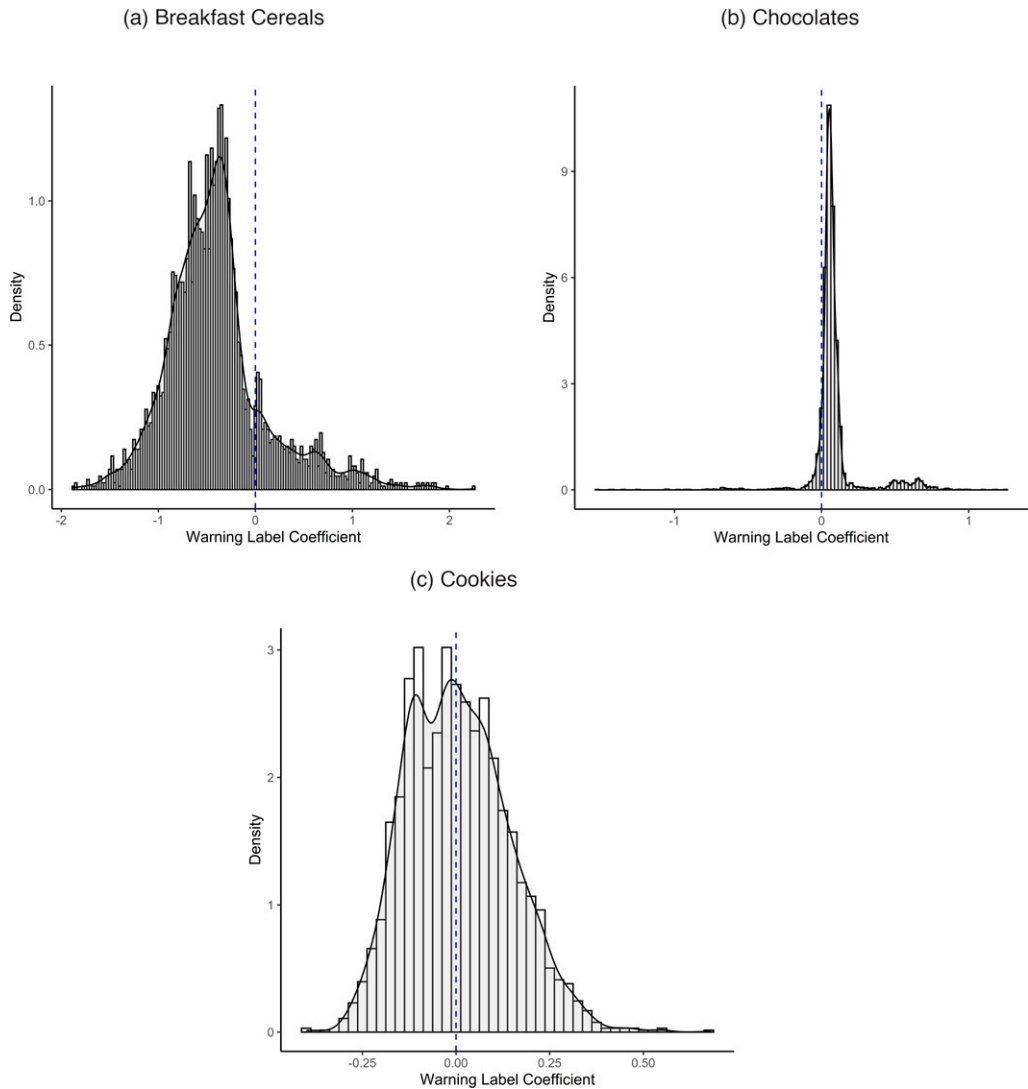 (a) Breakfast Cereals
(b) Chocolates
1.0
0.5
0.0
Density
-2
-1
0
1
2
Warning Label Coefficient
9
6
3
0
Density
-1
0
1
Warning Label Coefficient
(c) Cookies
3
2
1
0
Density
-0.25
0.00
0.25
0.50
Warning Label Coefficient